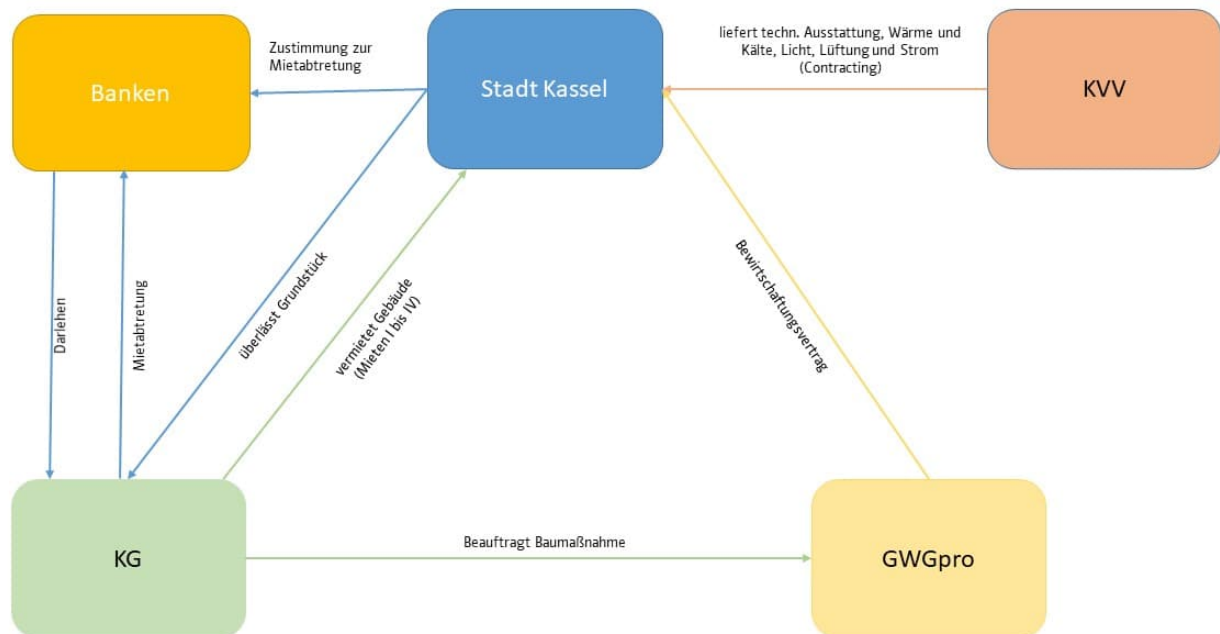 liefert techn. Ausstattung, Wärme und
Kälte, Licht, Lüftung und Strom
(Contracting)
Zustimmung zur
Mietabtretung
Banken
Stadt Kassel
KVV
Darlehen
Mietabtretung
überlässt Grundstück
vermietet Gebäude
(Mieten I bis IV)
Bewirtschaftungsvertrag
KG
Beauftragt Baumaßnahme
GWGpro